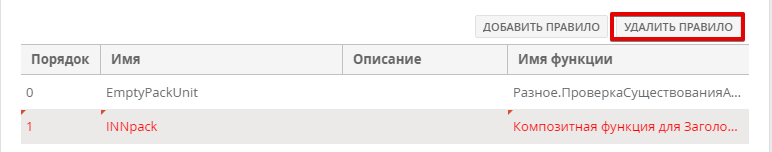 ДОБАВИТЬ ПРАВИЛО УДАЛИТЬ ПРАВИЛО
Порядок Имя Описание Имя функции
0 EmptyPackUnit Разное.ПроверкаСуществованияА...
1 INNpack Композитная функция для Заголо...